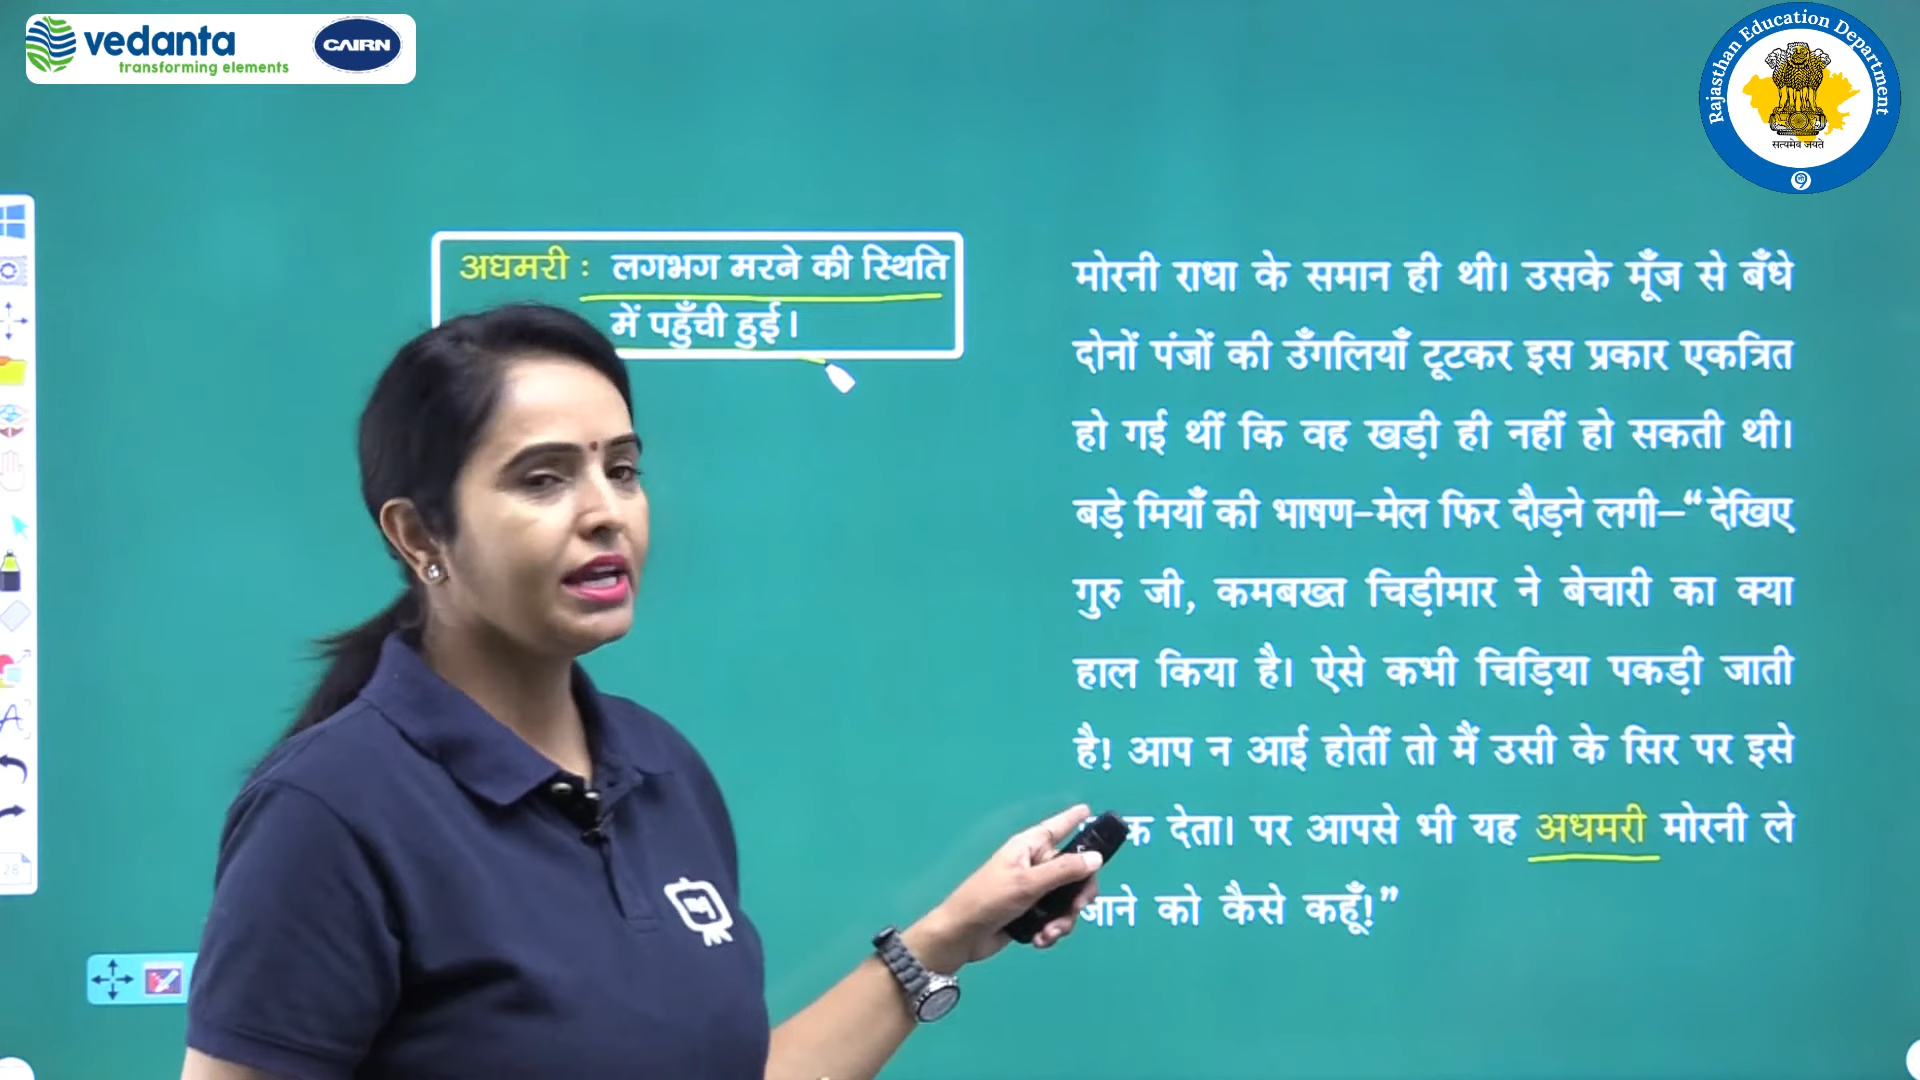 vedanta
transforming elements
CAIRN
Rajasthan Education Department
सत्यमेव जयते
अधमरी : लगभग मरने की स्थिति
में पहुँची हुई।
मोरनी राधा के समान ही थी। उसके मूँज से बँधे
दोनों पंजों की उँगलियाँ टूटकर इस प्रकार एकत्रित
हो गई थीं कि वह खड़ी ही नहीं हो सकती थी।
बड़े मियाँ की भाषण-मेल फिर दौड़ने लगी–“देखिए
गुरु जी, कमबख्त चिड़ीमार ने बेचारी का क्या
हाल किया है। ऐसे कभी चिड़िया पकड़ी जाती
है! आप न आई होतीं तो मैं उसी के सिर पर इसे
देता। पर आपसे भी यह अधमरी मोरनी ले
जाने को कैसे कहूँ!”
28